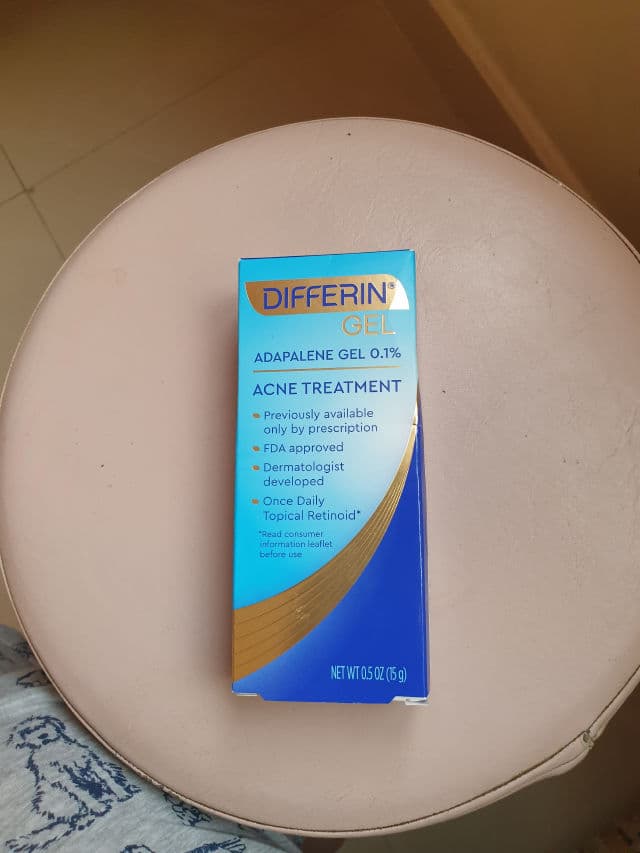 DIFFERIN®
GEL
ADAPALENE GEL 0.1%
ACNE TREATMENT
Previously available
only by prescription
FDA approved
Dermatologist
developed
Once Daily
Topical Retinoid*
*Read consumer
information leaflet
before use
NET WT 0.5 OZ (15 g)